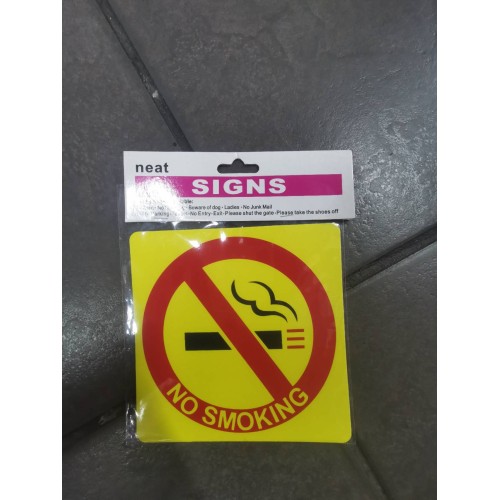 neat
SIGNS
Beware of dog - Ladies - No Junk Mail
No Entry-Exit-Please shut the gate-Please take the shoes off
NO SMOKING